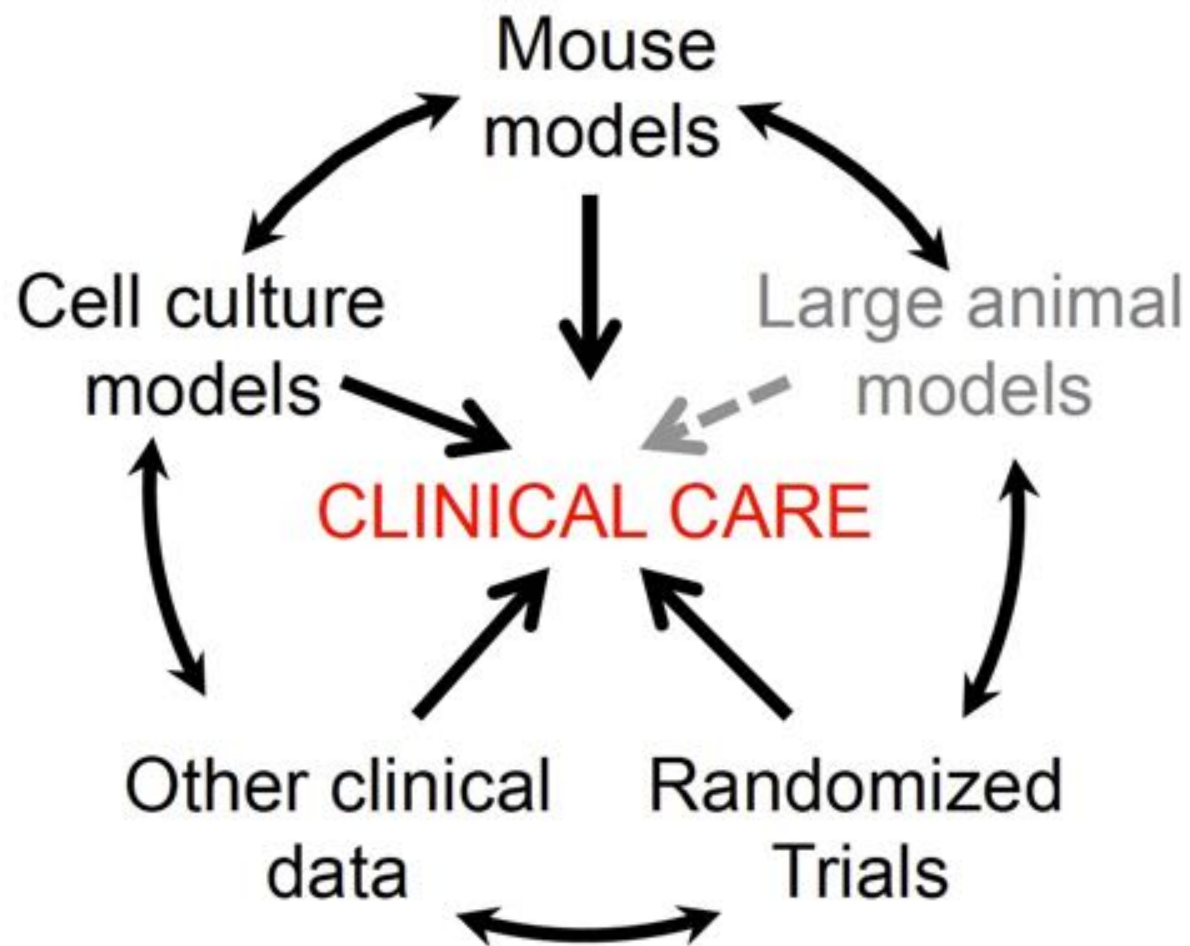 Mouse
models
Cell culture
models
Large animal
models
CLINICAL CARE
Other clinical
data
Randomized
Trials